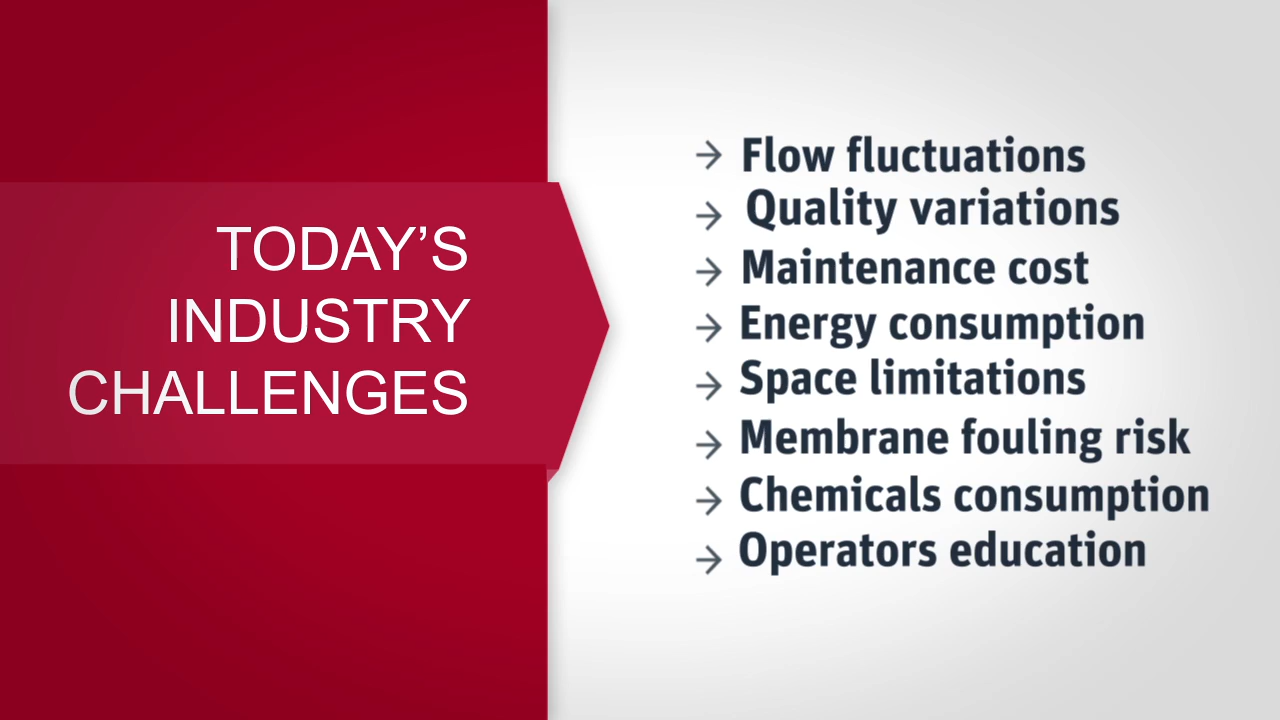 TODAY’S
INDUSTRY
CHALLENGES
→ Flow fluctuations
→ Quality variations
→ Maintenance cost
→ Energy consumption
→ Space limitations
→ Membrane fouling risk
→ Chemicals consumption
→ Operators education